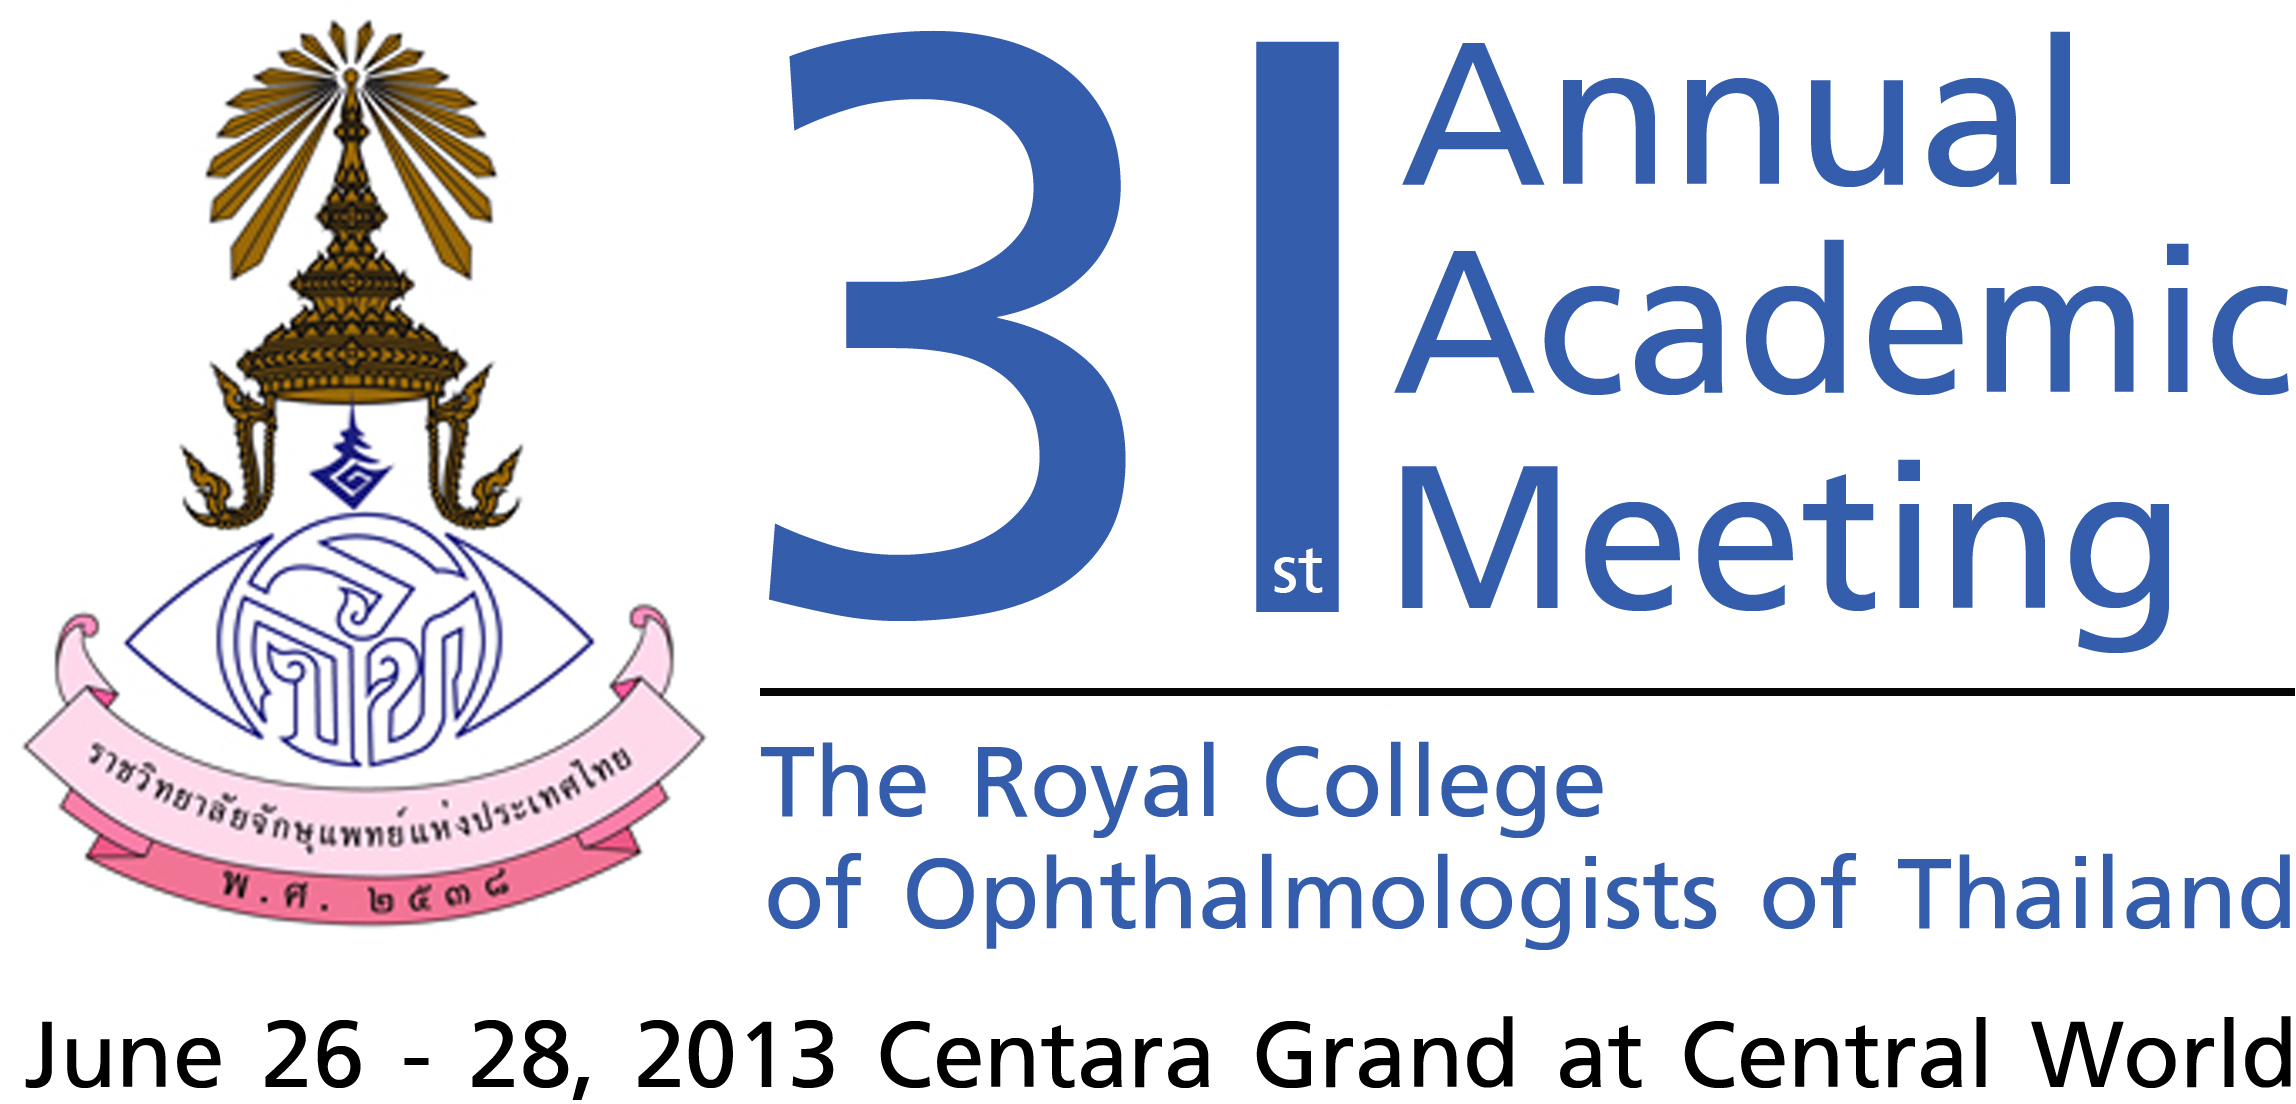 31st
Annual
Academic
Meeting
The Royal College
of Ophthalmologists of Thailand
ราชวิทยาลัยจักษุแพทย์แห่งประเทศไทย
พ.ศ. ๒๕๓๘
June 26 - 28, 2013 Centara Grand at Central World